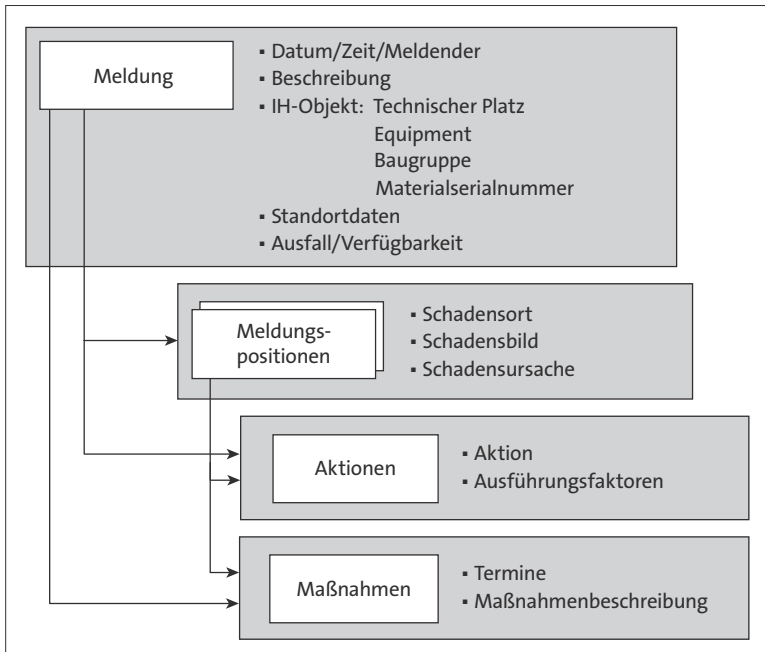 Meldung
▪ Datum/Zeit/Meldender
▪ Beschreibung
▪ IH-Objekt: Technischer Platz
Equipment
Baugruppe
Materialserialnummer
▪ Standortdaten
▪ Ausfall/Verfügbarkeit
Meldungs-
positionen
▪ Schadensort
▪ Schadensbild
▪ Schadensursache
Aktionen
▪ Aktion
▪ Ausführungsfaktoren
Maßnahmen
▪ Termine
▪ Maßnahmenbeschreibung